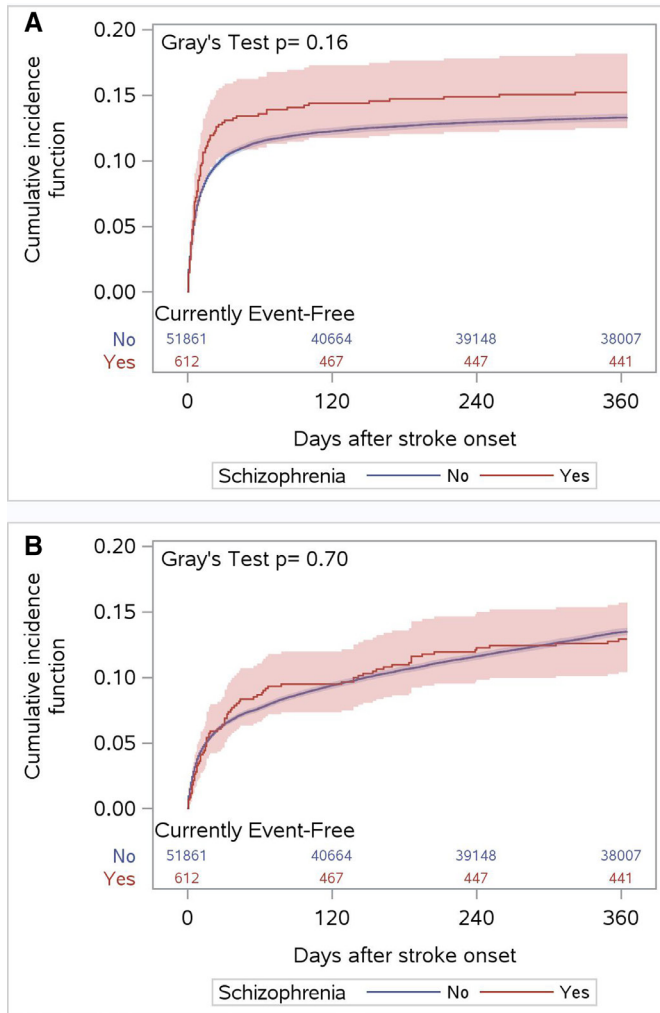 A
Gray's Test p= 0.16
0.20
0.15
0.10
0.05
0.00
Cumulative incidence
function
Currently Event-Free
No 51861 40664 39148 38007
Yes 612 467 447 441
0 120 240 360
Days after stroke onset
Schizophrenia No Yes
B
Gray's Test p= 0.70
0.20
0.15
0.10
0.05
0.00
Cumulative incidence
function
Currently Event-Free
No 51861 40664 39148 38007
Yes 612 467 447 441
0 120 240 360
Days after stroke onset
Schizophrenia No Yes